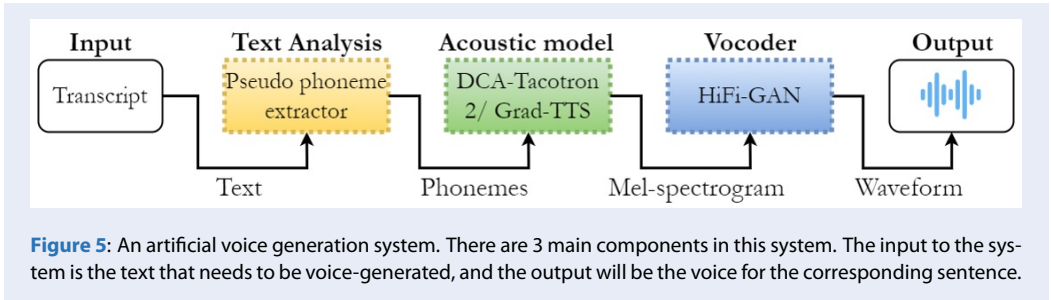 Input Text Analysis Acoustic model Vocoder Output
Transcript
Pseudo phoneme
extractor
DCA-Tacotron
2/ Grad-TTS
HiFi-GAN
Text Phonemes Mel-spectrogram Waveform
Figure 5: An artificial voice generation system. There are 3 main components in this system. The input to the sys-
tem is the text that needs to be voice-generated, and the output will be the voice for the corresponding sentence.